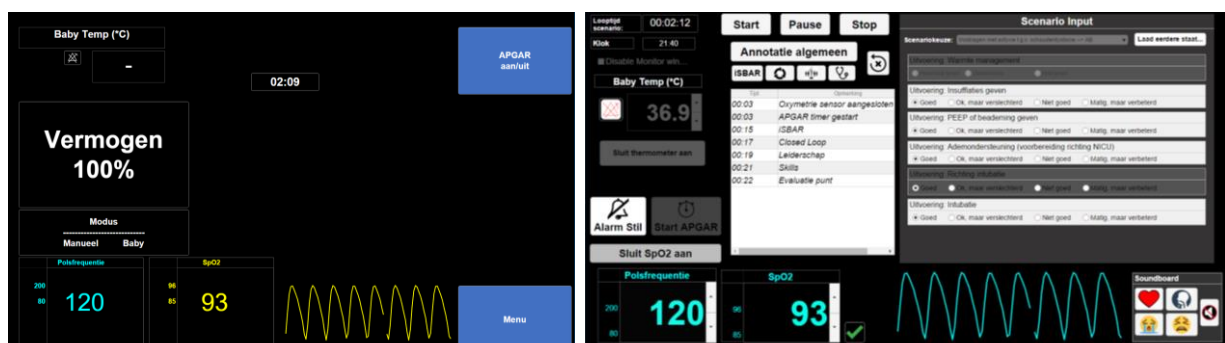 Baby Temp (°C)
-
02:09
APGAR
aan/uit
Vermogen
100%
Modus
Manueel Baby
Polsfrequentie
200
60
120
SpO2
96
85
93
Menu
Looptijd
scenario:
00:02:12
Klok
21:40
Disable Monitor win...
Baby Temp (°C)
36.9
Sluit thermometer aan
Alarm Stil
Start APGAR
Sluit SpO2 aan
Start
Pause
Stop
Annotatie algemeen
iSBAR
Tijd Opmerking
00:03 Oxymetrie sensor aangesloten
00:03 APGAR timer gestart
00:15 iSBAR
00:17 Closed Loop
00:19 Leiderschap
00:21 Skills
00:22 Evaluatie punt
Scenario Input
Scenariokeuze:
Laad eerdere staat...
Uitvoering: Warmte management
Uitvoering: Insufflaties geven
Goed Ok, maar verslechterd Niet goed Matig, maar verbeterd
Uitvoering: PEEP of beademing geven
Goed Ok, maar verslechterd Niet goed Matig, maar verbeterd
Uitvoering: Ademondersteuning (voorbereiding richting NICU)
Goed Ok, maar verslechterd Niet goed Matig, maar verbeterd
Uitvoering: Richting intubatie
Goed Ok, maar verslechterd Niet goed Matig, maar verbeterd
Uitvoering: Intubatie
Goed Ok, maar verslechterd Niet goed Matig, maar verbeterd
Polsfrequentie
200
80
120
SpO2
96
85
93
Soundboard